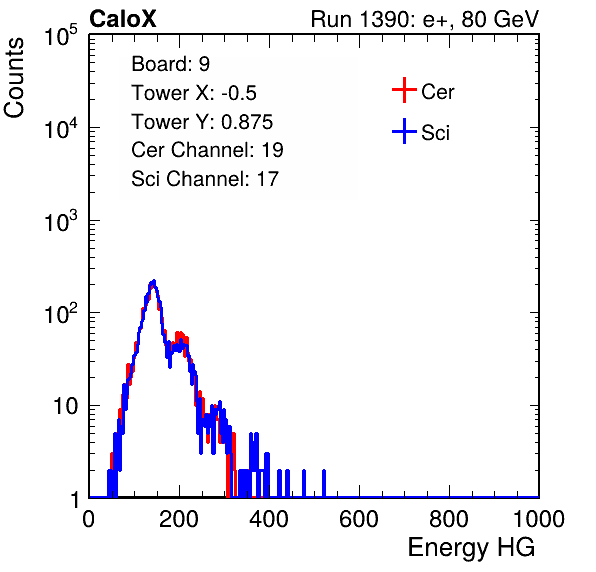 CaloX Run 1390: e+, 80 GeV
Counts
10^5
10^4
10^3
10^2
10
1
Board: 9
Tower X: -0.5
Tower Y: 0.875
Cer Channel: 19
Sci Channel: 17
Cer
Sci
0 200 400 600 800 1000
Energy HG